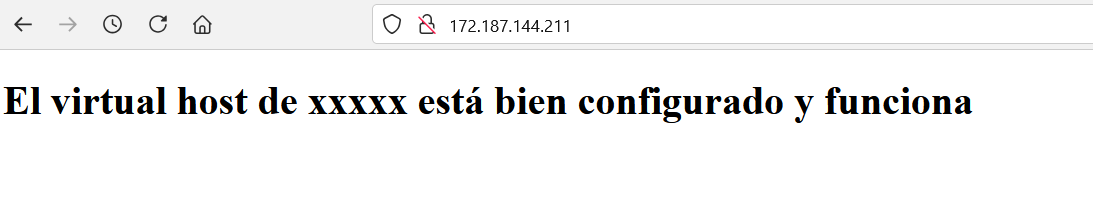 172.187.144.211
El virtual host de xxxxx está bien configurado y funciona